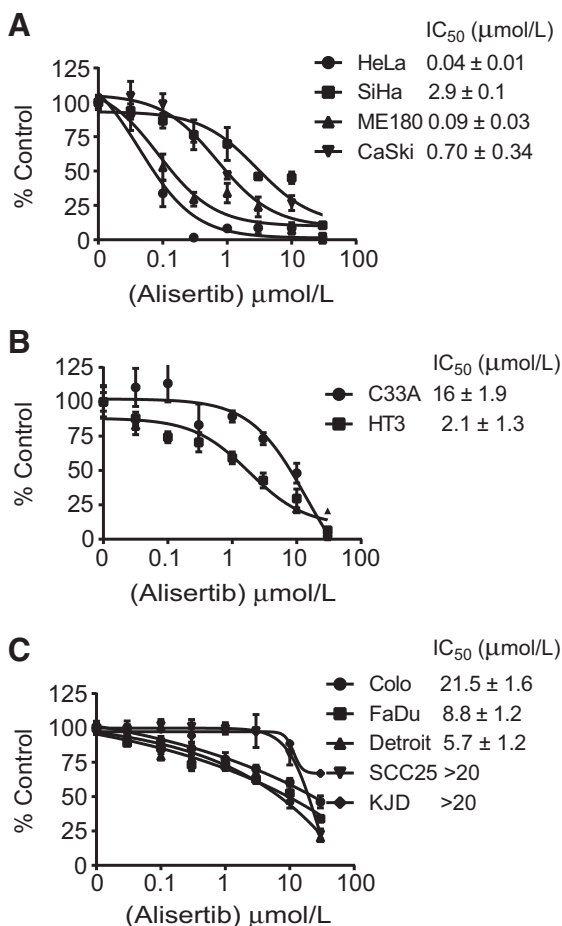 A
IC50 (μmol/L)
HeLa 0.04 ± 0.01
SiHa 2.9 ± 0.1
ME180 0.09 ± 0.03
CaSki 0.70 ± 0.34
125
100
75
50
25
0
% Control
0 0.1 1 10 100
(Alisertib) μmol/L
B
IC50 (μmol/L)
C33A 16 ± 1.9
HT3 2.1 ± 1.3
125
100
75
50
25
0
% Control
0 0.1 1 10 100
(Alisertib) μmol/L
C
IC50 (μmol/L)
Colo 21.5 ± 1.6
FaDu 8.8 ± 1.2
Detroit 5.7 ± 1.2
SCC25 >20
KJD >20
125
100
75
50
25
0
% Control
0 0.1 1 10 100
(Alisertib) μmol/L